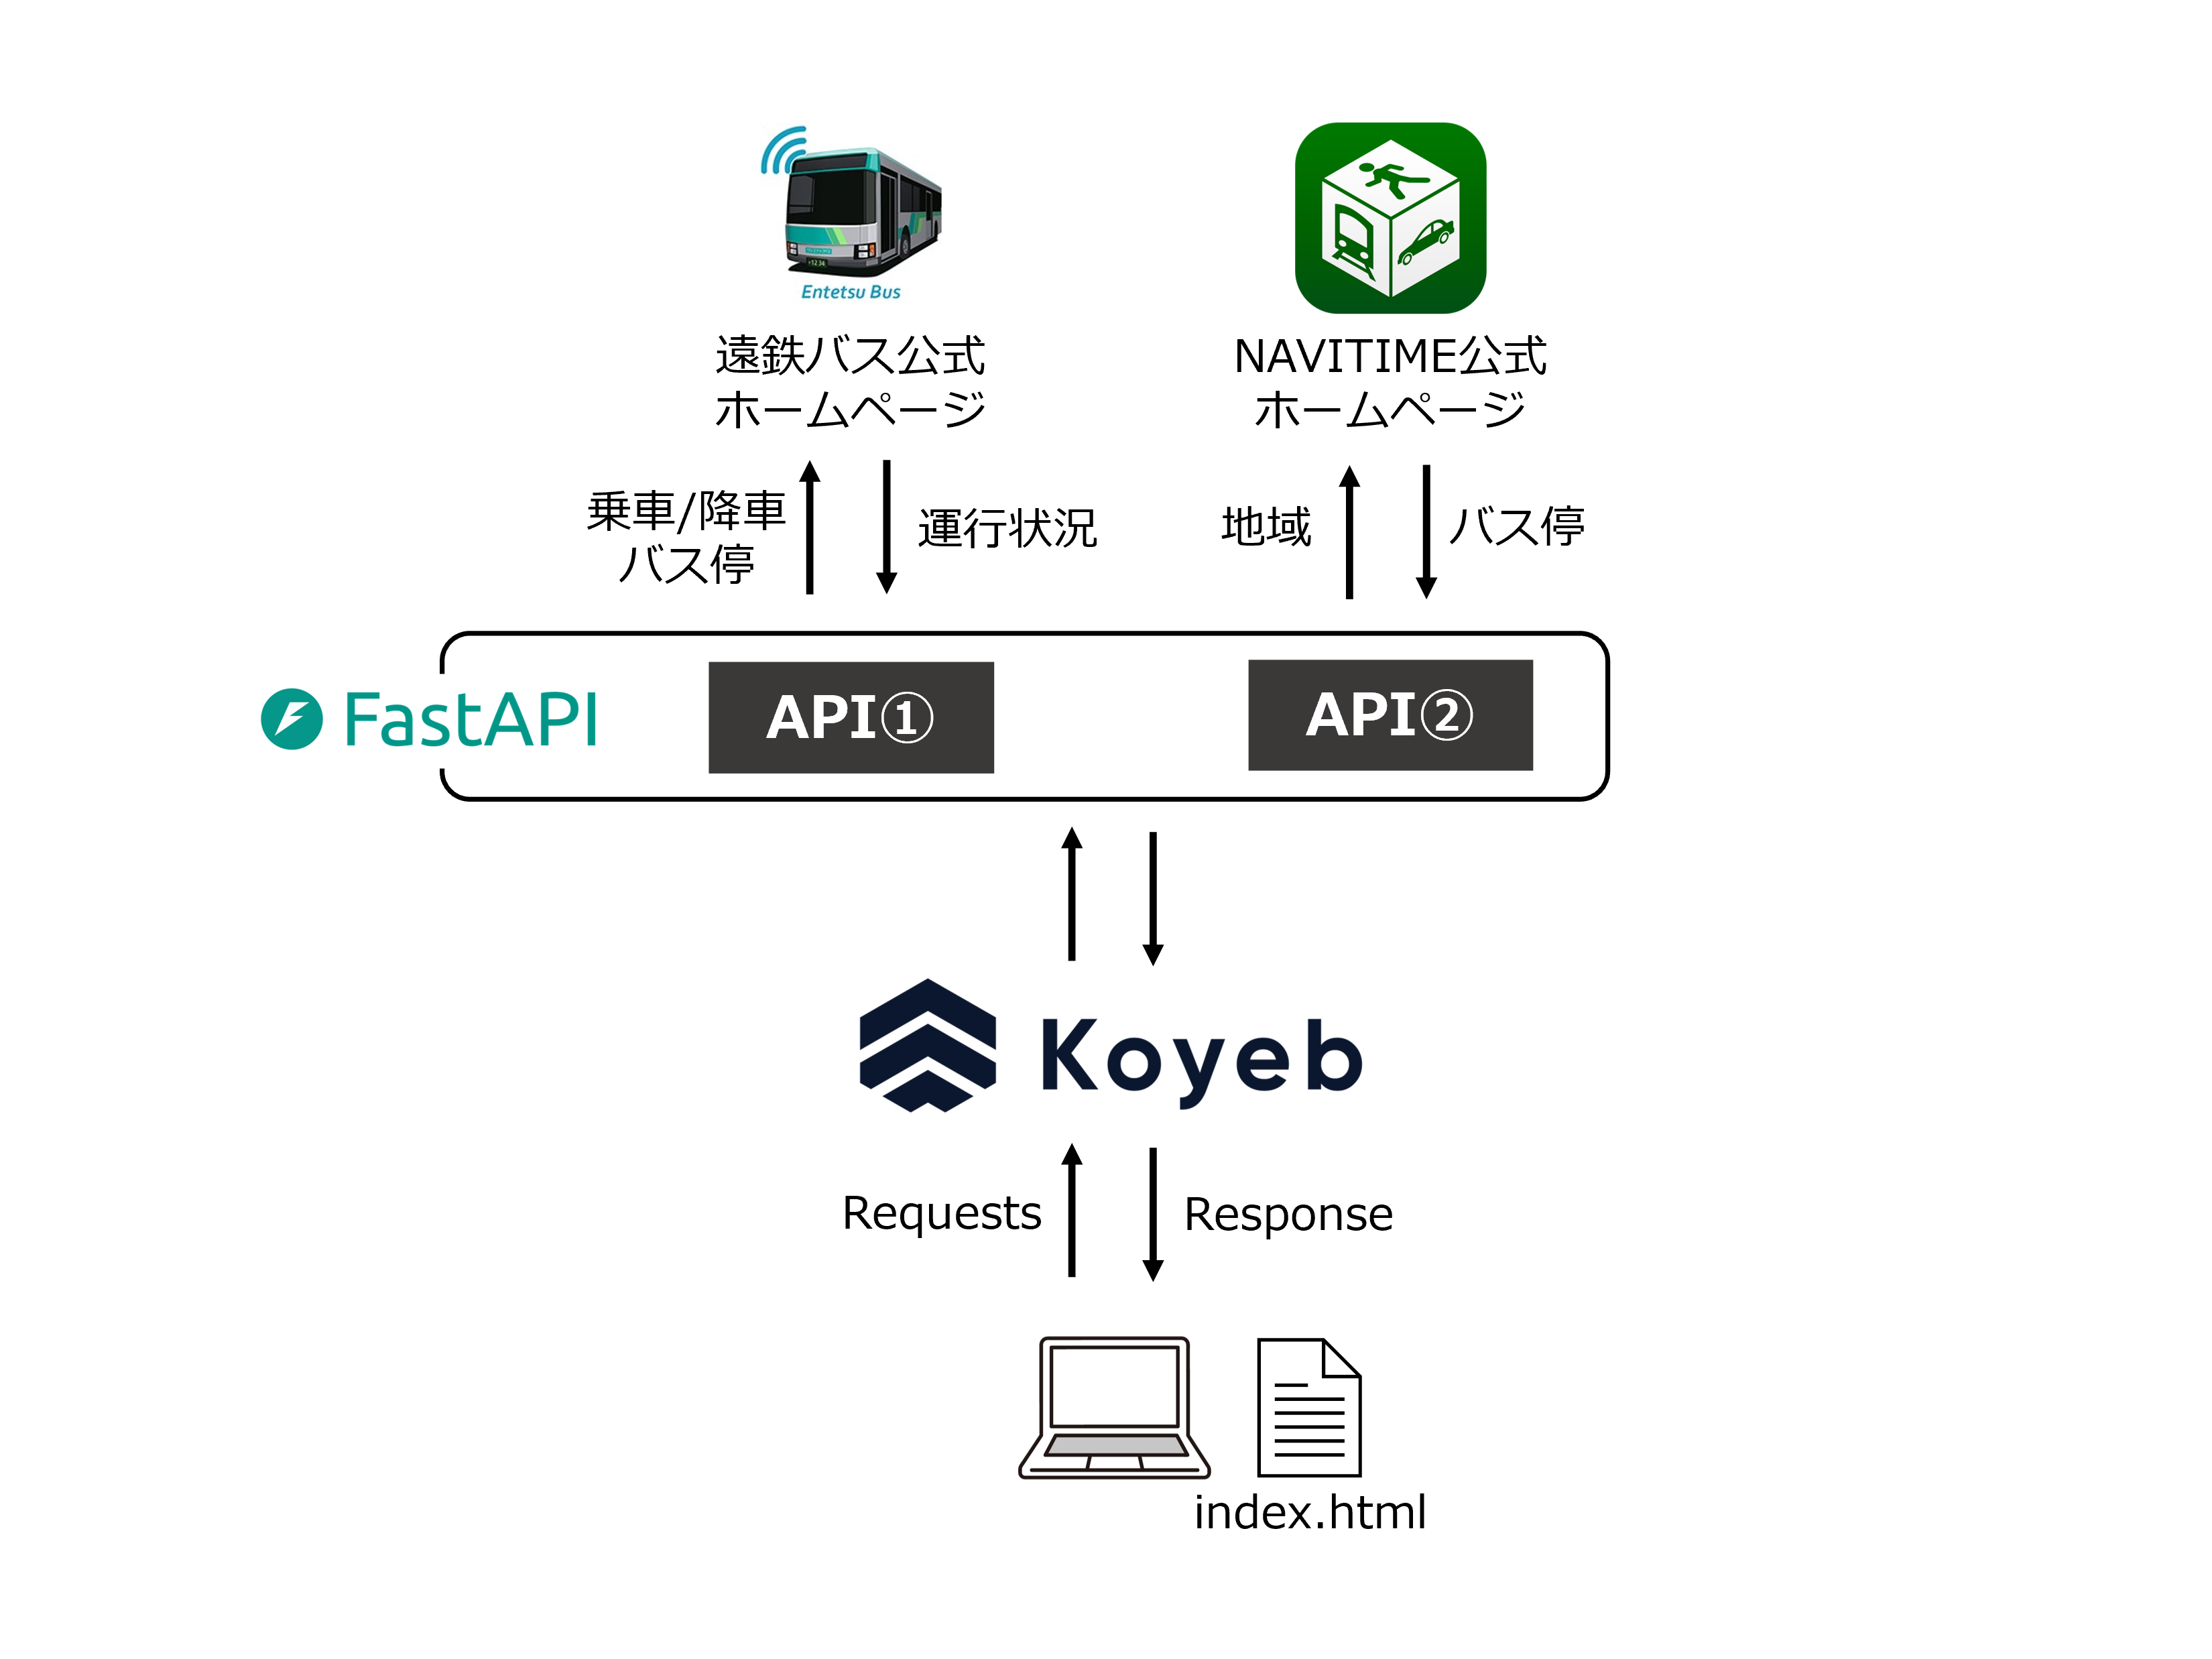 Entetsu Bus
遠鉄バス公式
ホームページ
NAVITIME公式
ホームページ
乗車/降車
バス停
運行状況
地域
バス停
FastAPI
API①
API②
Koyeb
Requests
Response
index.html